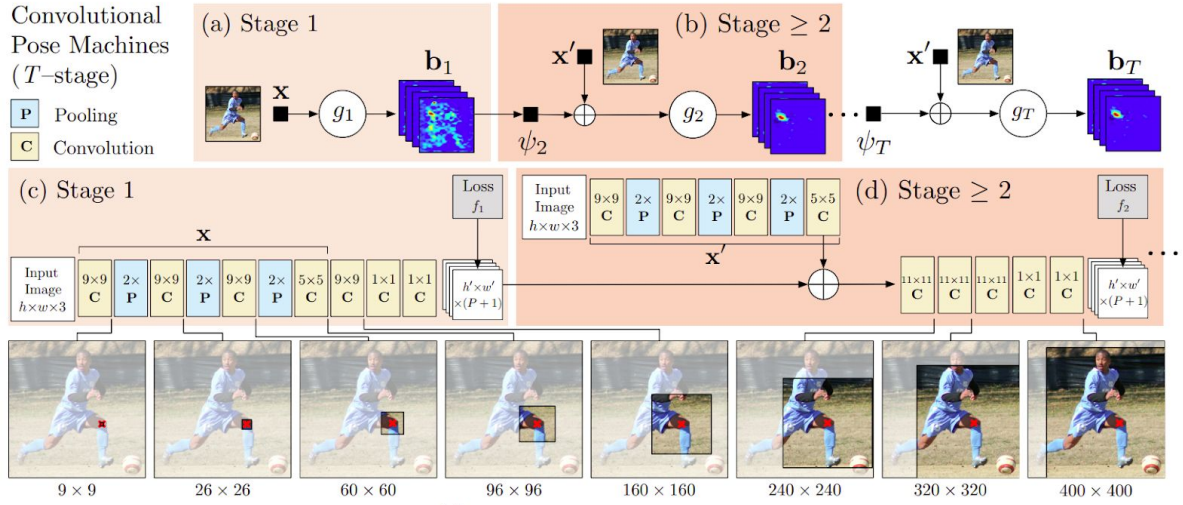 Convolutional
Pose Machines
(T–stage)
P Pooling
C Convolution
(a) Stage 1
x
g₁
b₁
(b) Stage ≥ 2
x′
ψ₂
g₂
b₂
x′
ψ_T
g_T
b_T
(c) Stage 1
Loss
f₁
x
Input
Image
h×w×3
9×9 2× 9×9 2× 9×9 2× 5×5 9×9 1×1 1×1
C P C P C P C C C C
h′×w′
×(P+1)
(d) Stage ≥ 2
Input
Image
h×w×3
9×9 2× 9×9 2× 9×9 2× 5×5
C P C P C P C
x′
11×11 11×11 11×11 1×1 1×1
C C C C C
Loss
f₂
h′×w′
×(P+1)
9 × 9
26 × 26
60 × 60
96 × 96
160 × 160
240 × 240
320 × 320
400 × 400